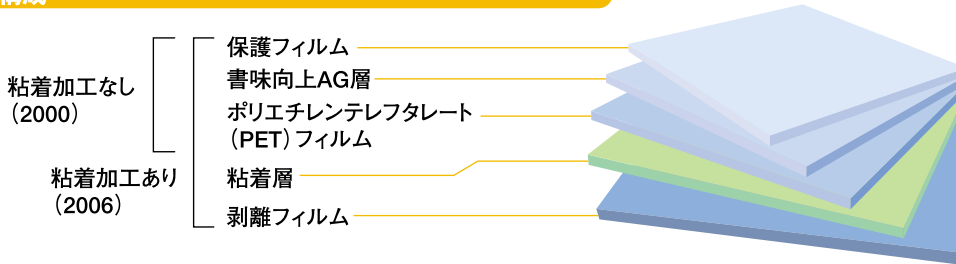 構成
粘着加工なし
（2000）
粘着加工あり
（2006）
保護フィルム
書味向上AG層
ポリエチレンテレフタレート
（PET）フィルム
粘着層
剥離フィルム